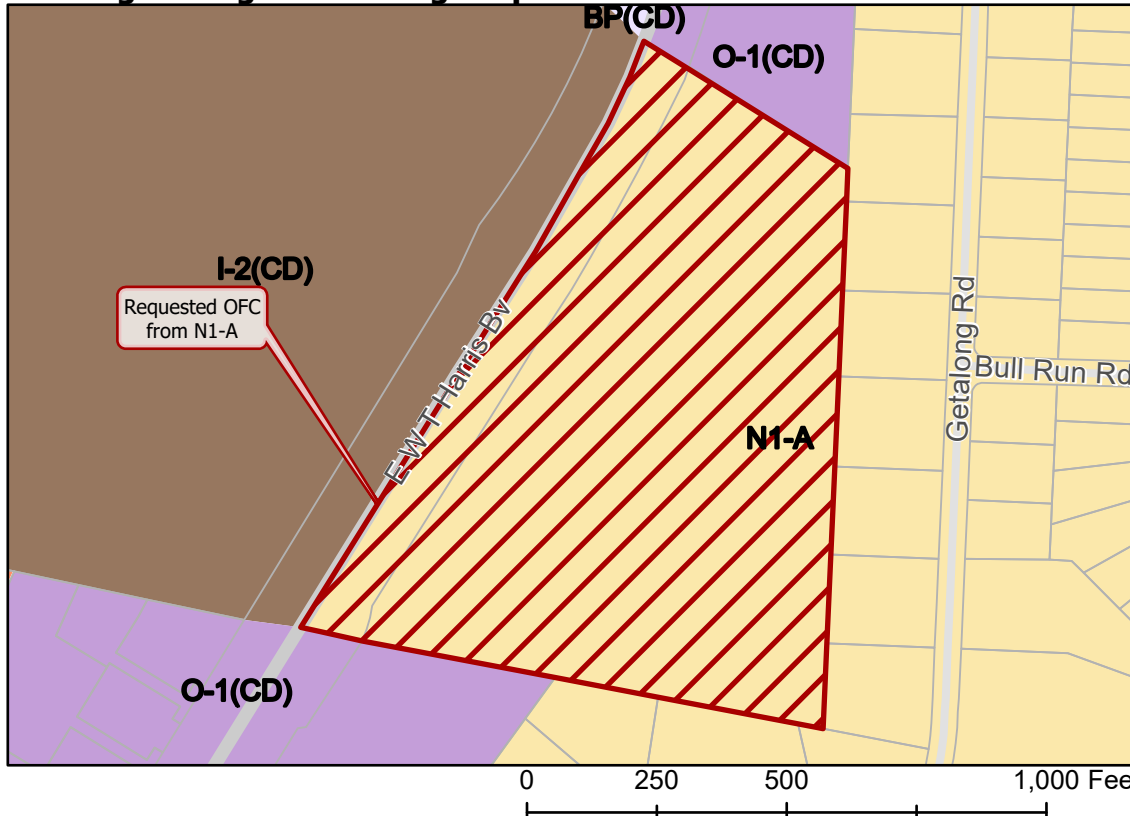 BP(CD)
O-1(CD)
I-2(CD)
Requested OFC
from N1-A
E W T Harris Bv
Getalong Rd
Bull Run Rd
N1-A
O-1(CD)
0 250 500 1,000 Fee